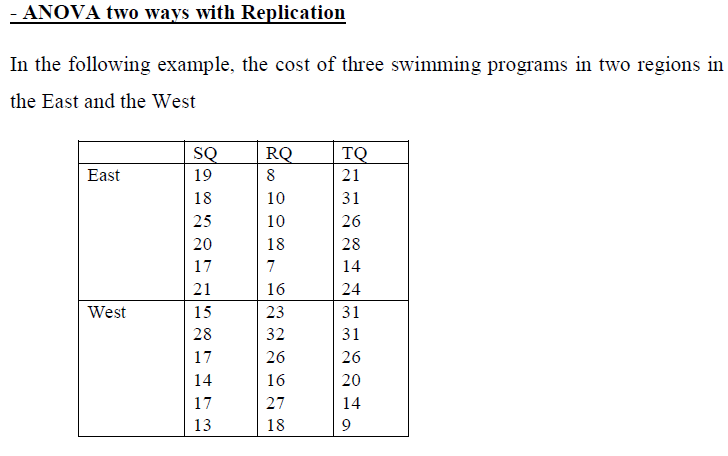 - ANOVA two ways with Replication
In the following example, the cost of three swimming programs in two regions in
the East and the West
SQ RQ TQ
East 19 8 21
18 10 31
25 10 26
20 18 28
17 7 14
21 16 24
West 15 23 31
28 32 31
17 26 26
14 16 20
17 27 14
13 18 9